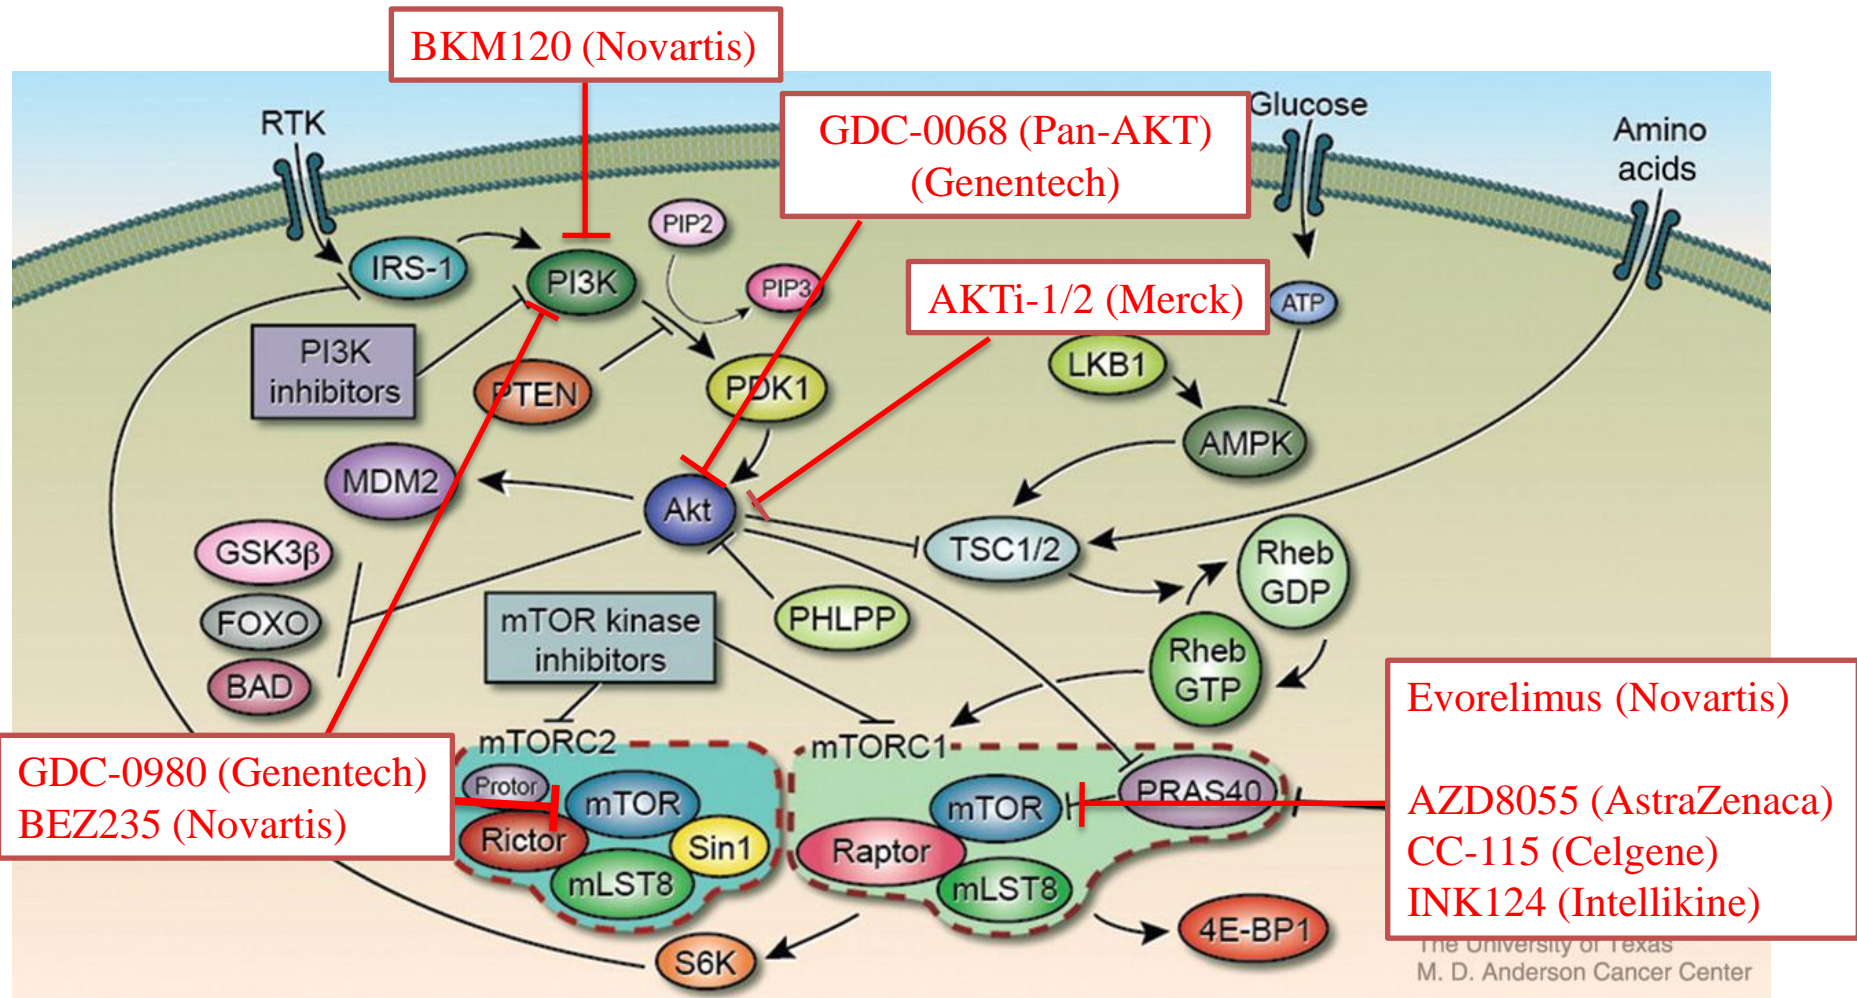 BKM120 (Novartis)
RTK
GDC-0068 (Pan-AKT)
(Genentech)
Glucose
Amino
acids
PIP2
IRS-1
PI3K
PIP3
AKTi-1/2 (Merck)
ATP
PI3K
inhibitors
PTEN
PDK1
LKB1
AMPK
MDM2
Akt
GSK3β
TSC1/2
Rheb
GDP
FOXO
mTOR kinase
inhibitors
PHLPP
BAD
Rheb
GTP
Evorelimus (Novartis)
AZD8055 (AstraZenaca)
CC-115 (Celgene)
INK124 (Intellikine)
mTORC2
mTORC1
GDC-0980 (Genentech)
BEZ235 (Novartis)
Protor
mTOR
Rictor
Sin1
mLST8
mTOR
PRAS40
Raptor
mLST8
S6K
4E-BP1
The University of Texas
M. D. Anderson Cancer Center